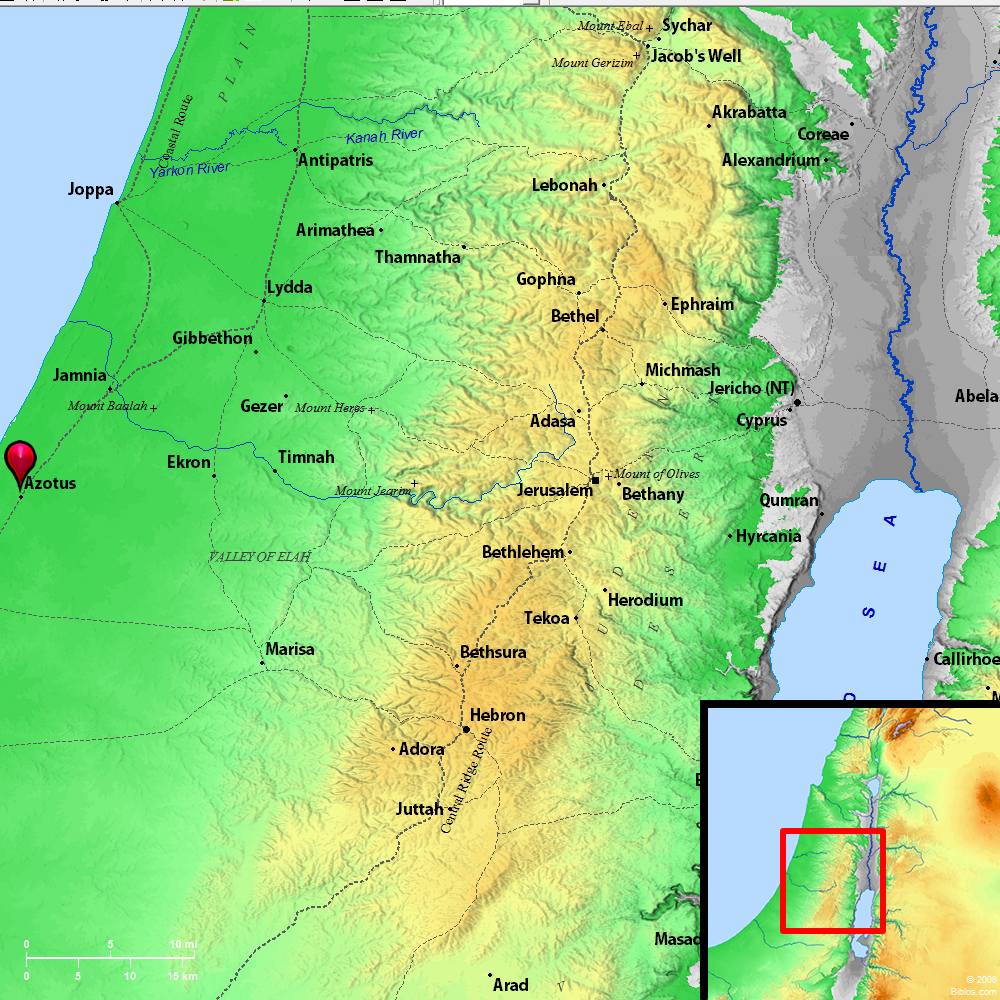 Mount Ebal
Sychar
Mount Gerizim
Jacob's Well
PLAIN
Coastal Route
Kanah River
Yarkon River
Antipatris
Akrabatta
Coreae
Alexandrium
Joppa
Lebonah
Arimathea
Thamnatha
Gophna
Lydda
Ephraim
Bethel
Gibbethon
Michmash
Jamnia
Jericho (NT)
Abela
Mount Baalah
Gezer
Mount Heres
Adasa
Cyprus
Ekron
Timnah
Mount of Olives
Azotus
Mount Jearim
Jerusalem
Bethany
Qumran
Hyrcania
VALLEY OF ELAH
Bethlehem
Herodium
Tekoa
D SEA
Marisa
Bethsura
Callirhoe
Hebron
Adora
Central Ridge Route
Juttah
Masad
Arad
0 5 10 mi
0 5 10 15 km
© 2008
Biblos.com